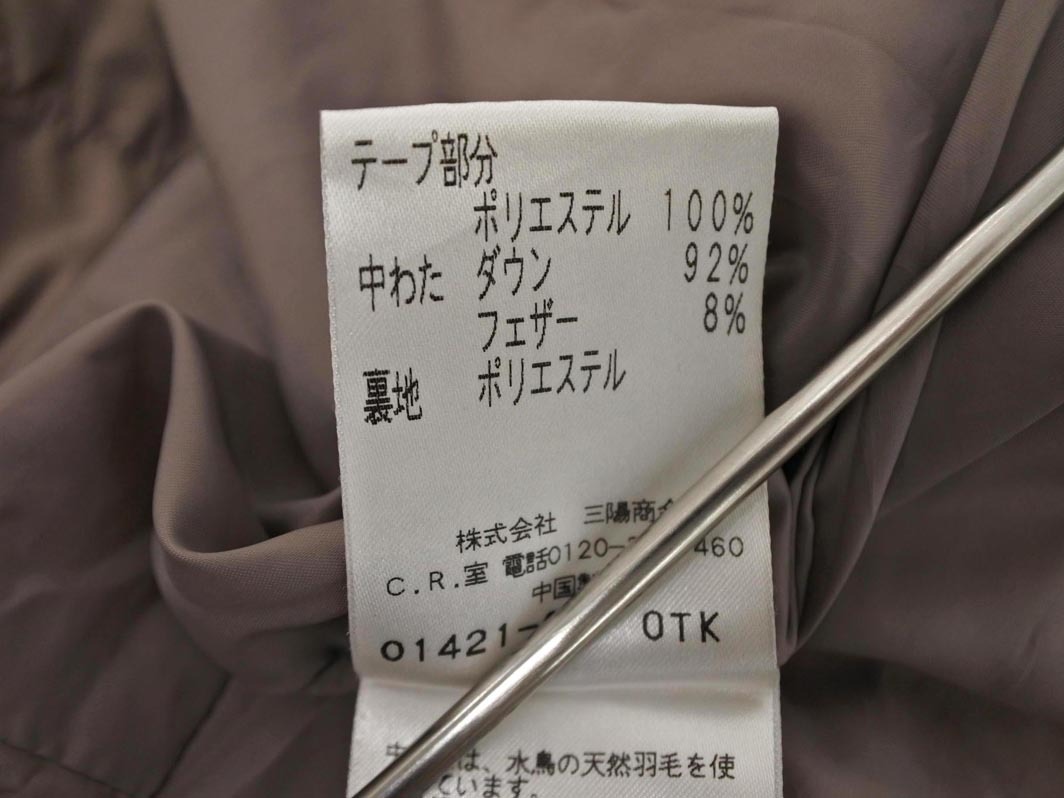 テープ部分
ポリエステル 100%
中わた ダウン 92%
フェザー 8%
裏地 ポリエステル
株式会社 三陽商
C.R.室 電話0120- 460
中国
01421- OTK
は、水鳥の天然羽毛を使
ています。